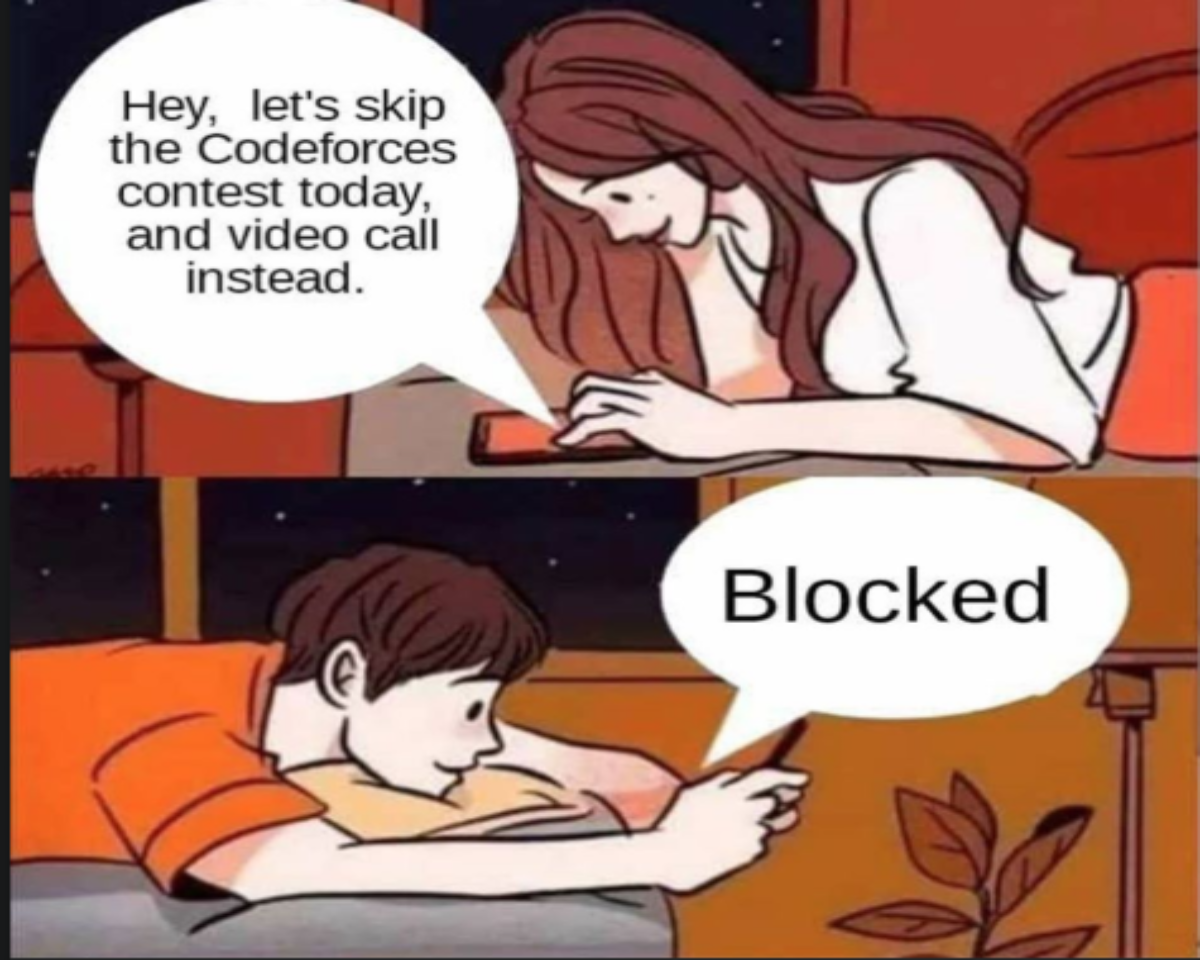 Hey, let's skip
the Codeforces
contest today,
and video call
instead.
Blocked